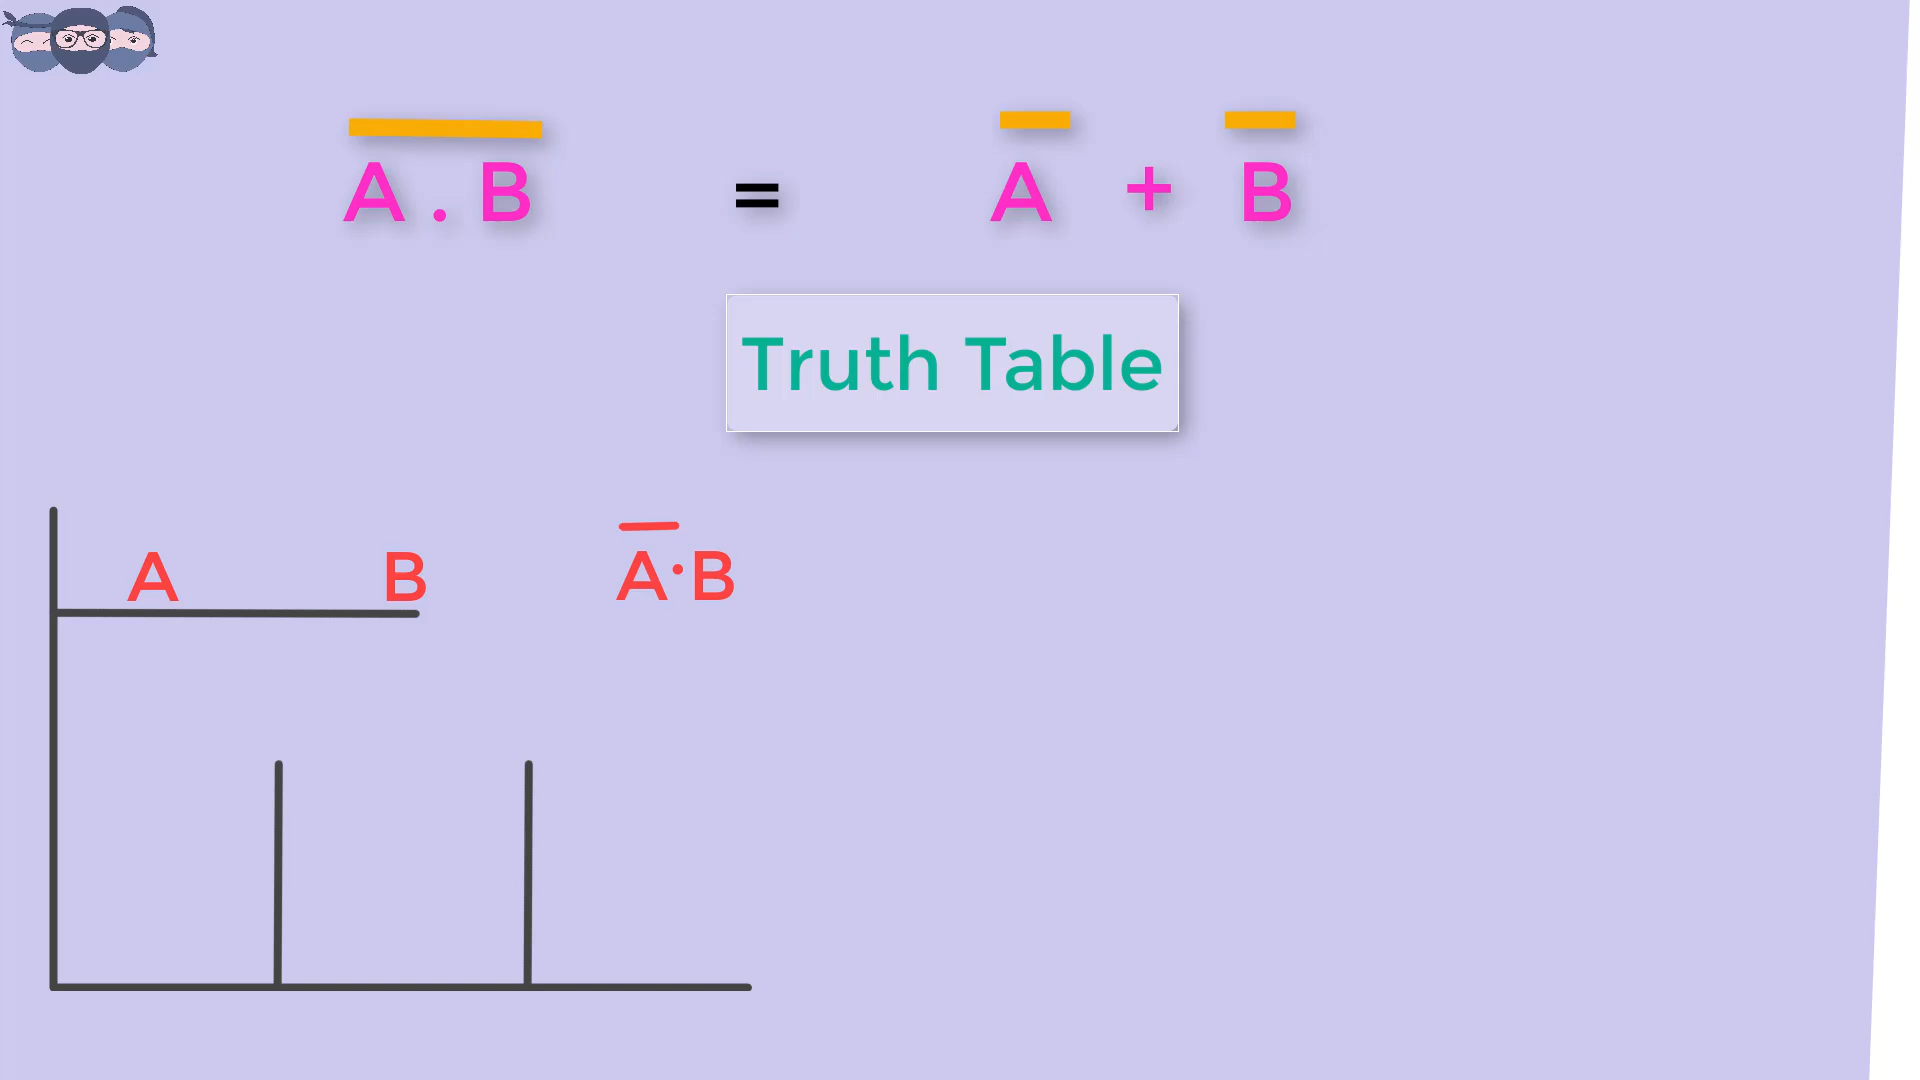 A̅ ̅.̅ ̅B̅ = A̅ + B̅
Truth Table
A B A̅·B